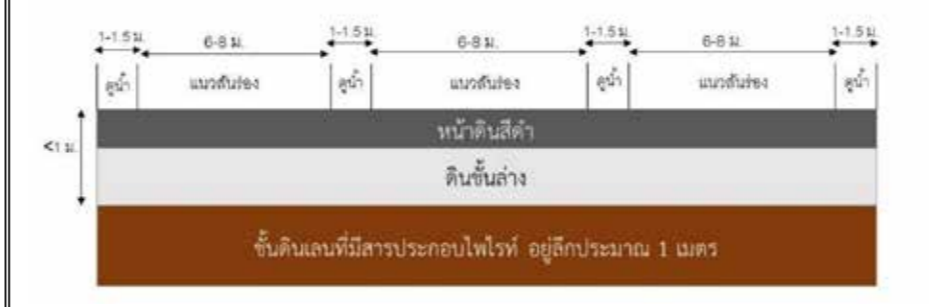 1-1.5 ม. 6-8 ม. 1-1.5 ม. 6-8 ม. 1-1.5 ม. 6-8 ม. 1-1.5 ม.
คูน้ำ แนวสันร่อง คูน้ำ แนวสันร่อง คูน้ำ แนวสันร่อง คูน้ำ
หน้าดินสีดำ
<1 ม.
ดินชั้นล่าง
ชั้นดินเลนที่มีสารประกอบไพไรท์ อยู่ลึกประมาณ 1 เมตร